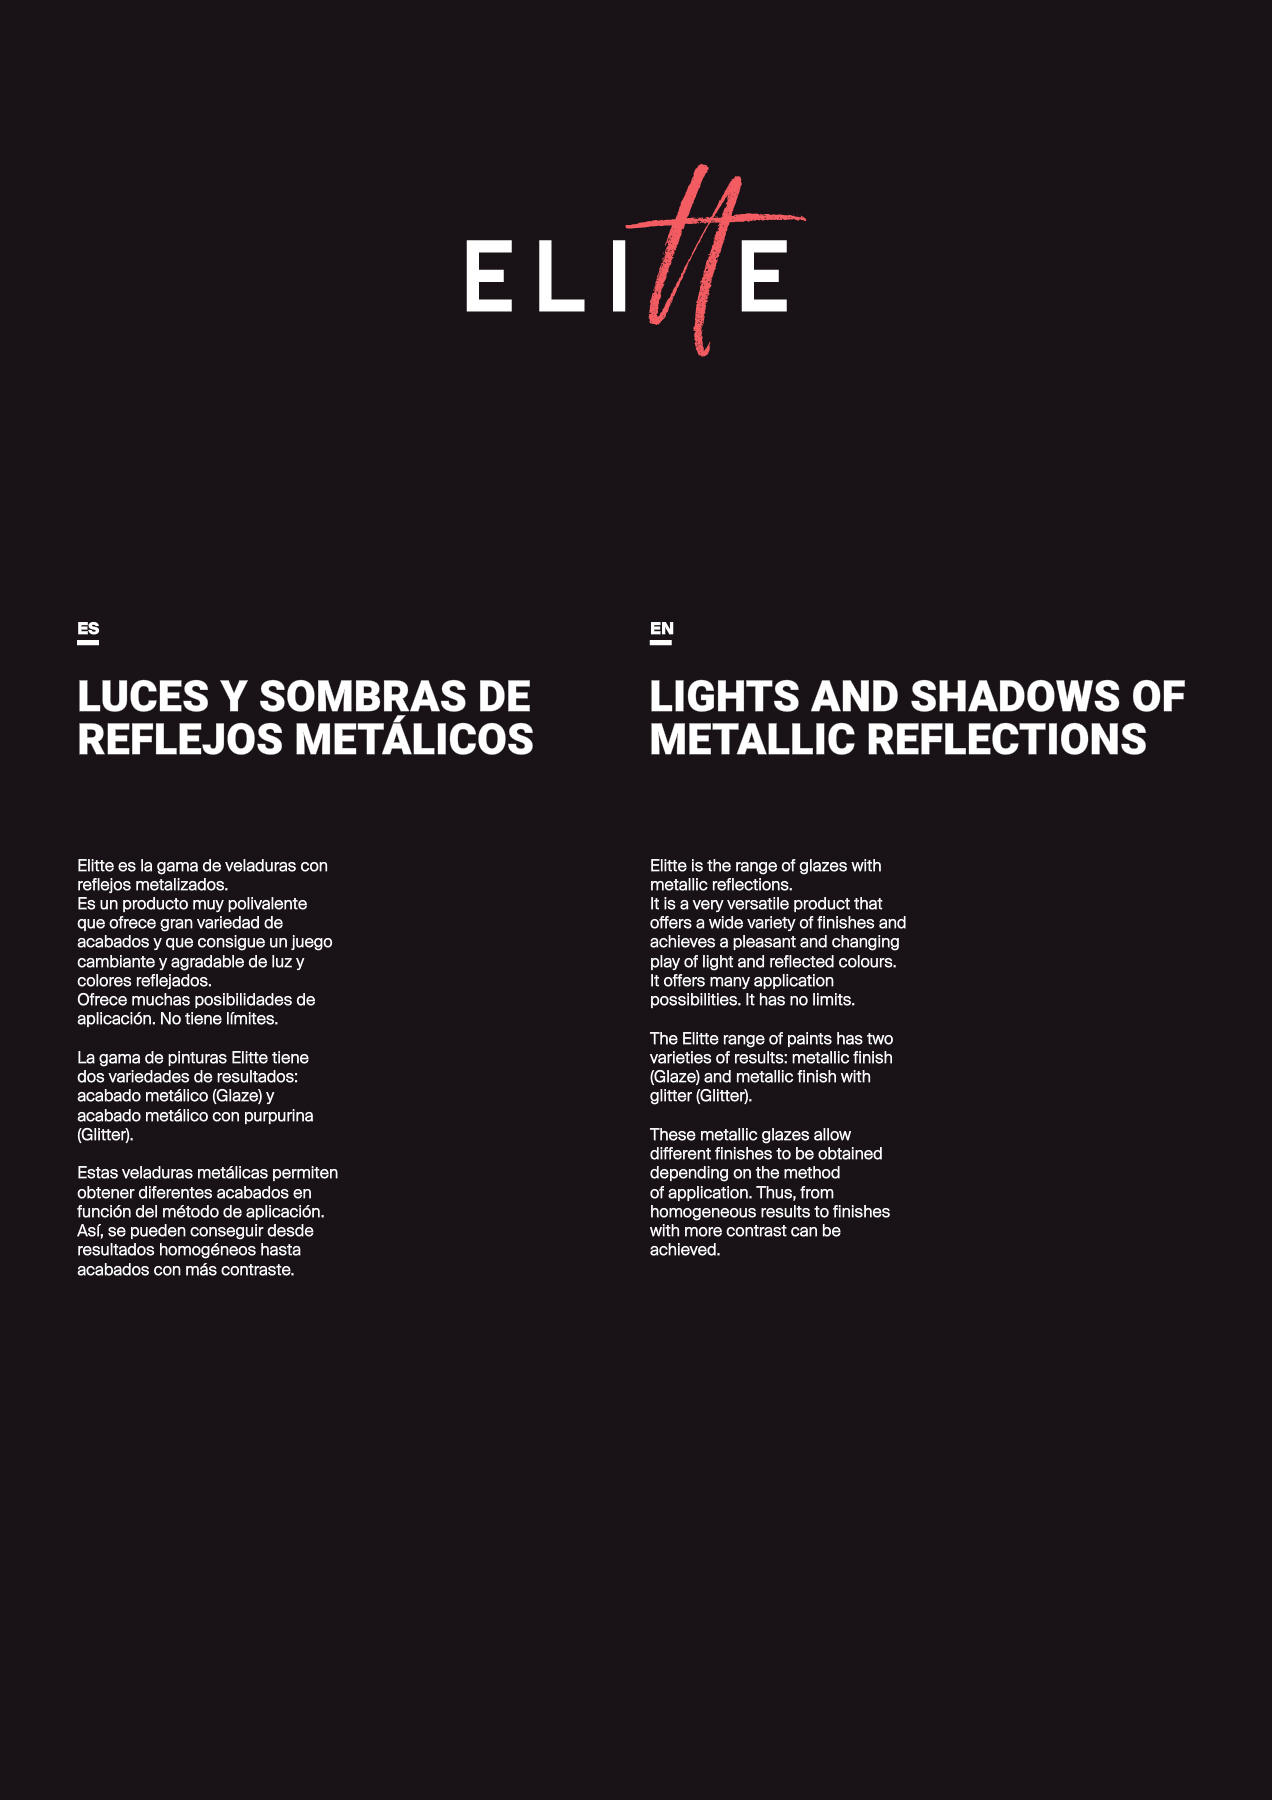 ELITTE
ES
LUCES Y SOMBRAS DE
REFLEJOS METÁLICOS
Elitte es la gama de veladuras con
reflejos metalizados.
Es un producto muy polivalente
que ofrece gran variedad de
acabados y que consigue un juego
cambiante y agradable de luz y
colores reflejados.
Ofrece muchas posibilidades de
aplicación. No tiene límites.
La gama de pinturas Elitte tiene
dos variedades de resultados:
acabado metálico (Glaze) y
acabado metálico con purpurina
(Glitter).
Estas veladuras metálicas permiten
obtener diferentes acabados en
función del método de aplicación.
Así, se pueden conseguir desde
resultados homogéneos hasta
acabados con más contraste.
EN
LIGHTS AND SHADOWS OF
METALLIC REFLECTIONS
Elitte is the range of glazes with
metallic reflections.
It is a very versatile product that
offers a wide variety of finishes and
achieves a pleasant and changing
play of light and reflected colours.
It offers many application
possibilities. It has no limits.
The Elitte range of paints has two
varieties of results: metallic finish
(Glaze) and metallic finish with
glitter (Glitter).
These metallic glazes allow
different finishes to be obtained
depending on the method
of application. Thus, from
homogeneous results to finishes
with more contrast can be
achieved.